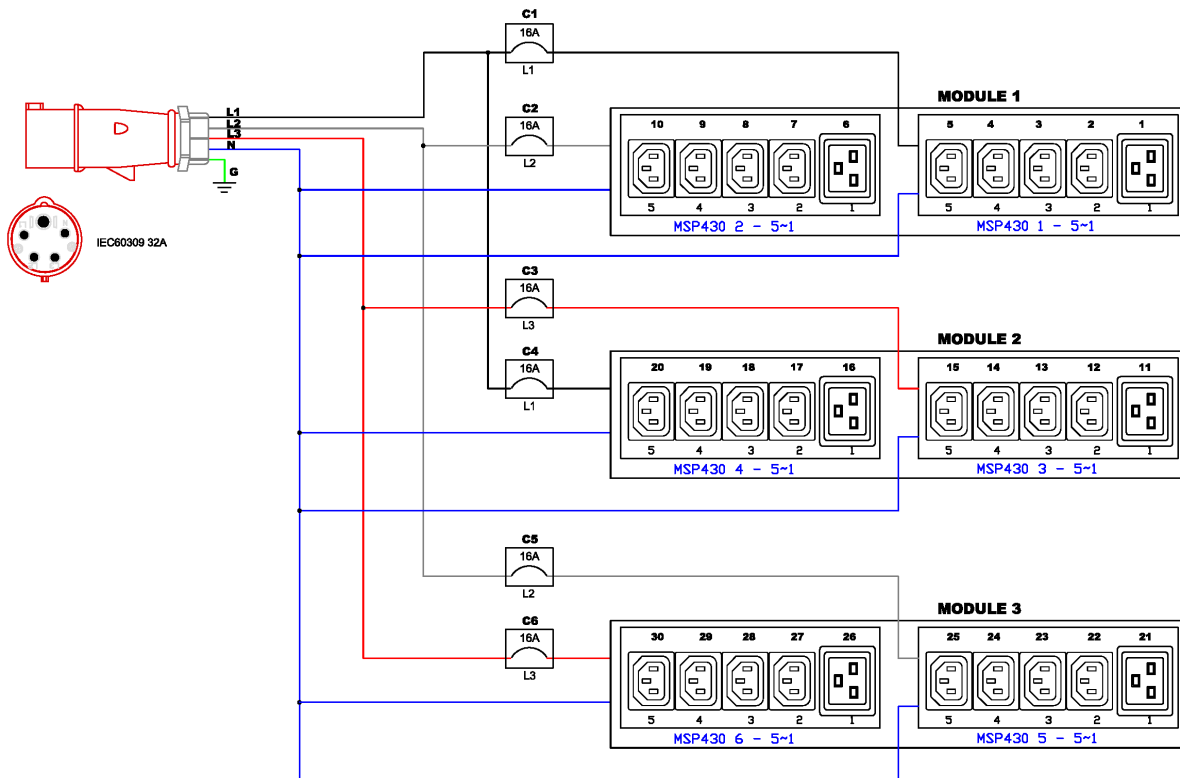 C1
16A
L1
L1
L2
L3
N
G
IEC60309 32A
C2
16A
L2
MODULE 1
10 9 8 7 6
5 4 3 2 1
MSP430 2 - 5~1
5 4 3 2 1
5 4 3 2 1
MSP430 1 - 5~1
C3
16A
L3
C4
16A
L1
MODULE 2
20 19 18 17 16
5 4 3 2 1
MSP430 4 - 5~1
15 14 13 12 11
5 4 3 2 1
MSP430 3 - 5~1
C5
16A
L2
C6
16A
L3
MODULE 3
30 29 28 27 26
5 4 3 2 1
MSP430 6 - 5~1
25 24 23 22 21
5 4 3 2 1
MSP430 5 - 5~1